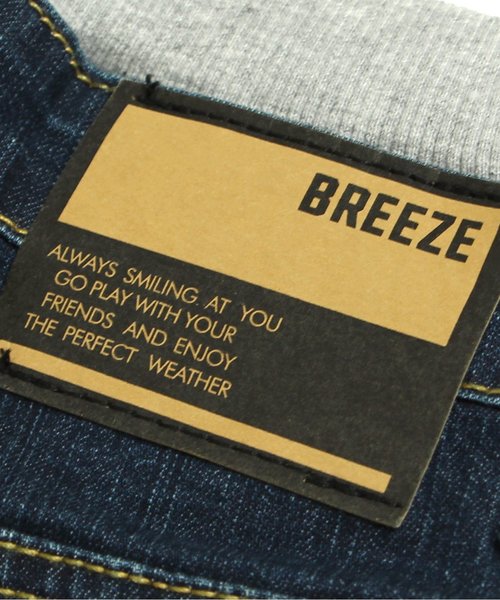 BREEZE
ALWAYS SMILING AT YOU
GO PLAY WITH YOUR
FRIENDS AND ENJOY
THE PERFECT WEATHER